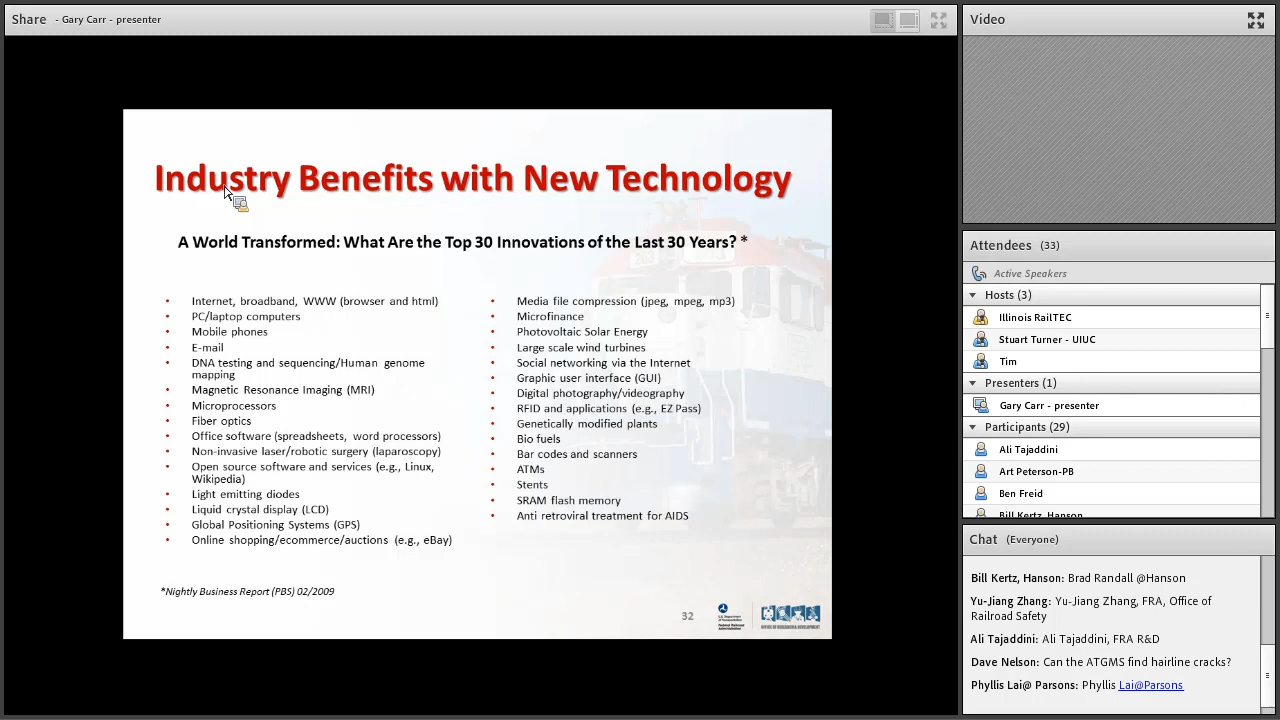 Share - Gary Carr - presenter
Industry Benefits with New Technology
A World Transformed: What Are the Top 30 Innovations of the Last 30 Years? *
• Internet, broadband, WWW (browser and html)
• PC/laptop computers
• Mobile phones
• E-mail
• DNA testing and sequencing/Human genome
mapping
• Magnetic Resonance Imaging (MRI)
• Microprocessors
• Fiber optics
• Office software (spreadsheets, word processors)
• Non-invasive laser/robotic surgery (laparoscopy)
• Open source software and services (e.g., Linux,
Wikipedia)
• Light emitting diodes
• Liquid crystal display (LCD)
• Global Positioning Systems (GPS)
• Online shopping/ecommerce/auctions (e.g., eBay)
• Media file compression (jpeg, mpeg, mp3)
• Microfinance
• Photovoltaic Solar Energy
• Large scale wind turbines
• Social networking via the Internet
• Graphic user interface (GUI)
• Digital photography/videography
• RFID and applications (e.g., EZ Pass)
• Genetically modified plants
• Bio fuels
• Bar codes and scanners
• ATMs
• Stents
• SRAM flash memory
• Anti retroviral treatment for AIDS
*Nightly Business Report (PBS) 02/2009
32
Video
Attendees (33)
Active Speakers
Hosts (3)
Illinois RailTEC
Stuart Turner - UIUC
Tim
Presenters (1)
Gary Carr - presenter
Participants (29)
Ali Tajaddini
Art Peterson-PB
Ben Freid
Bill Kertz, Hanson
Chat (Everyone)
Bill Kertz, Hanson: Brad Randall @Hanson
Yu-Jiang Zhang: Yu-Jiang Zhang, FRA, Office of
Railroad Safety
Ali Tajaddini: Ali Tajaddini, FRA R&D
Dave Nelson: Can the ATGMS find hairline cracks?
Phyllis Lai@ Parsons: Phyllis Lai@Parsons